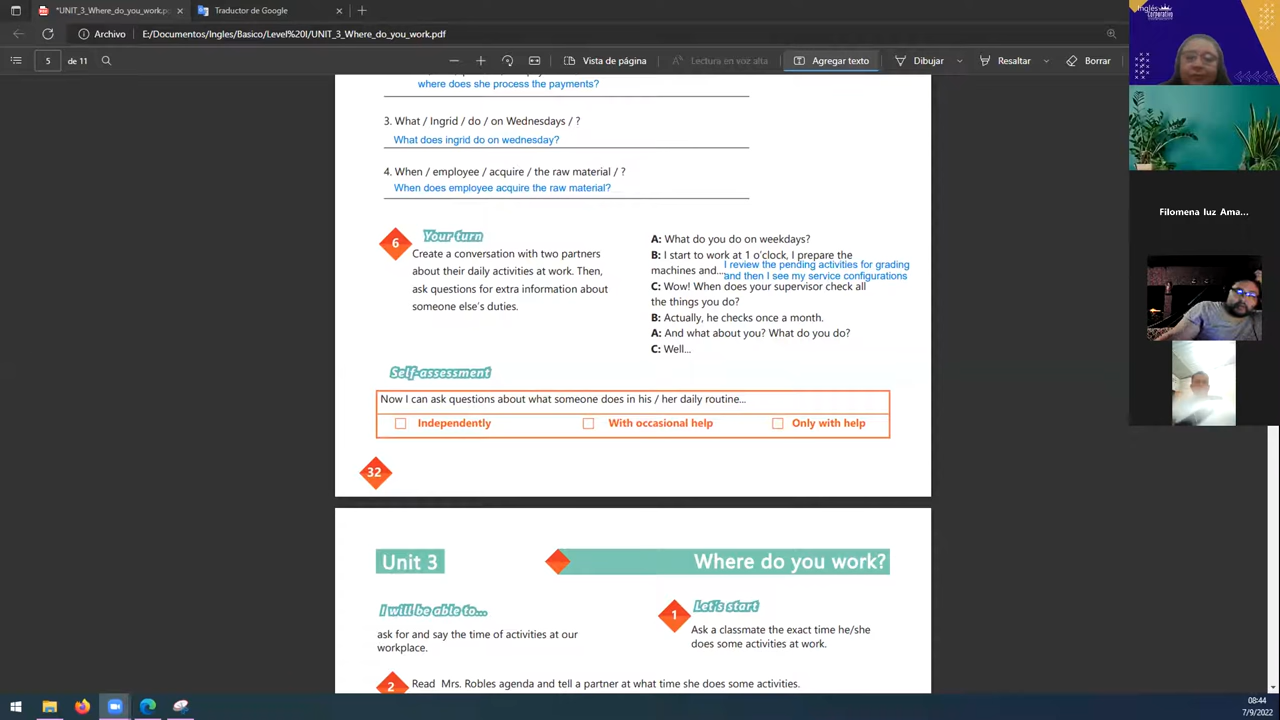 *UNIT_3_Where_do_you_work.p
Traductor de Google
Archivo
E:/Documentos/Ingles/Basico/Level%20I/UNIT_3_Where_do_you_work.pdf
5
de 11
Vista de página
Lectura en voz alta
Agregar texto
Dibujar
Resaltar
Borrar
where does she process the payments?
3. What / Ingrid / do / on Wednesdays / ?
What does ingrid do on wednesday?
4. When / employee / acquire / the raw material / ?
When does employee acquire the raw material?
6
Your turn
Create a conversation with two partners
about their daily activities at work. Then,
ask questions for extra information about
someone else's duties.
A: What do you do on weekdays?
B: I start to work at 1 o'clock, I prepare the
machines and...
I review the pending activities for grading
and then I see my service configurations
C: Wow! When does your supervisor check all
the things you do?
B: Actually, he checks once a month.
A: And what about you? What do you do?
C: Well...
Self-assessment
Now I can ask questions about what someone does in his / her daily routine...
Independently
With occasional help
Only with help
32
Unit 3
Where do you work?
I will be able to...
ask for and say the time of activities at our
workplace.
1
Let's start
Ask a classmate the exact time he/she
does some activities at work.
2
Read Mrs. Robles agenda and tell a partner at what time she does some activities.
Inglés
Corporativo
Filomena luz Ama...
08:44
7/9/2022